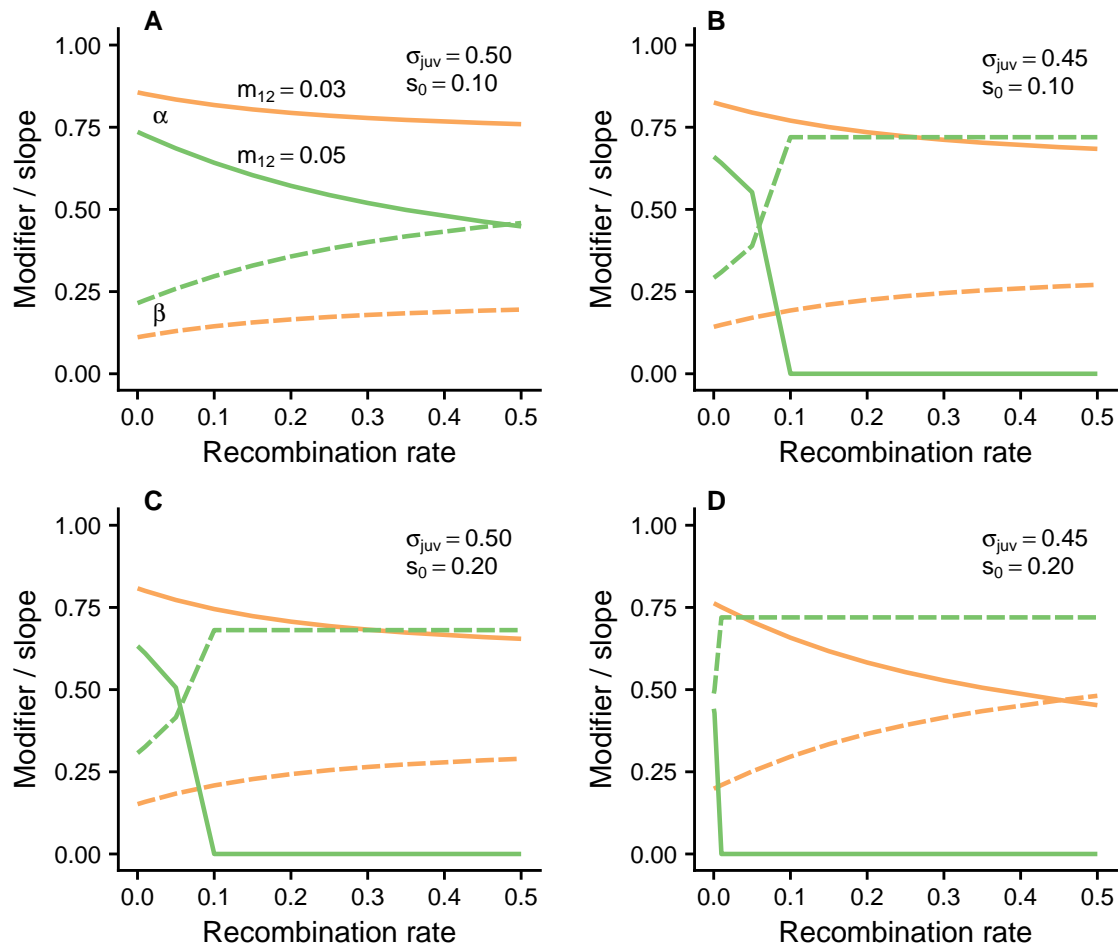 A
σjuv = 0.50
s0 = 0.10
m12 = 0.03
α
m12 = 0.05
β
1.00
0.75
0.50
0.25
0.00
Modifier / slope
0.0 0.1 0.2 0.3 0.4 0.5
Recombination rate
B
σjuv = 0.45
s0 = 0.10
1.00
0.75
0.50
0.25
0.00
Modifier / slope
0.0 0.1 0.2 0.3 0.4 0.5
Recombination rate
C
σjuv = 0.50
s0 = 0.20
1.00
0.75
0.50
0.25
0.00
Modifier / slope
0.0 0.1 0.2 0.3 0.4 0.5
Recombination rate
D
σjuv = 0.45
s0 = 0.20
1.00
0.75
0.50
0.25
0.00
Modifier / slope
0.0 0.1 0.2 0.3 0.4 0.5
Recombination rate